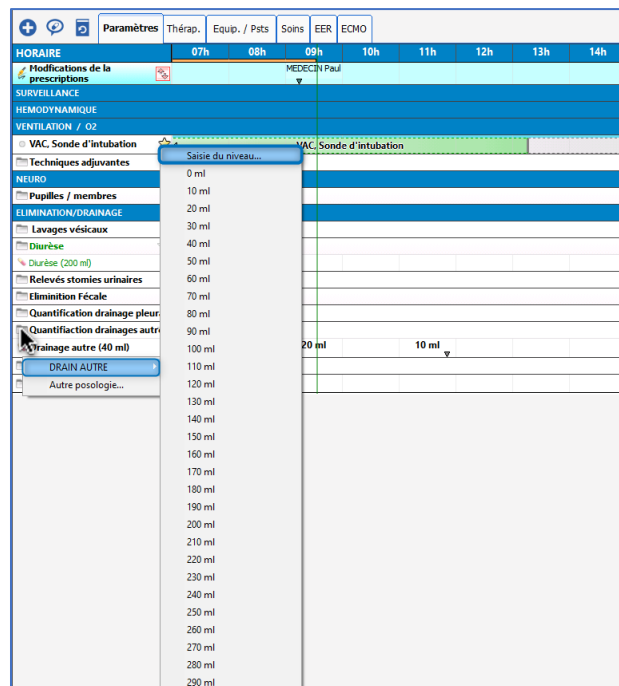 Paramètres Thérap. Equip. / Psts Soins EER ECMO
HORAIRE 07h 08h 09h 10h 11h 12h 13h 14h
Modfications de la prescriptions MEDECIN Paul
SURVEILLANCE
HEMODYNAMIQUE
VENTILATION / O2
VAC, Sonde d'intubation VAC, Sonde d'intubation
Techniques adjuvantes
NEURO
Pupilles / membres
ELIMINATION/DRAINAGE
Lavages vésicaux
Diurèse
Diurèse (200 ml)
Relevés stomies urinaires
Eliminition Fécale
Quantification drainage pleur
Quantifiaction drainages autr
Drainage autre (40 ml) 20 ml 10 ml
DRAIN AUTRE
Autre posologie...
Saisie du niveau...
0 ml
10 ml
20 ml
30 ml
40 ml
50 ml
60 ml
70 ml
80 ml
90 ml
100 ml
110 ml
120 ml
130 ml
140 ml
150 ml
160 ml
170 ml
180 ml
190 ml
200 ml
210 ml
220 ml
230 ml
240 ml
250 ml
260 ml
270 ml
280 ml
290 ml